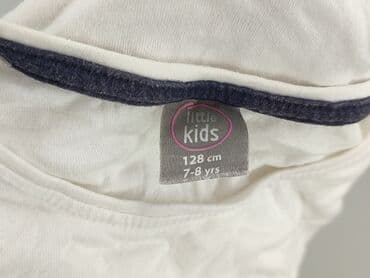 little
kids
128 cm
7-8 yrs